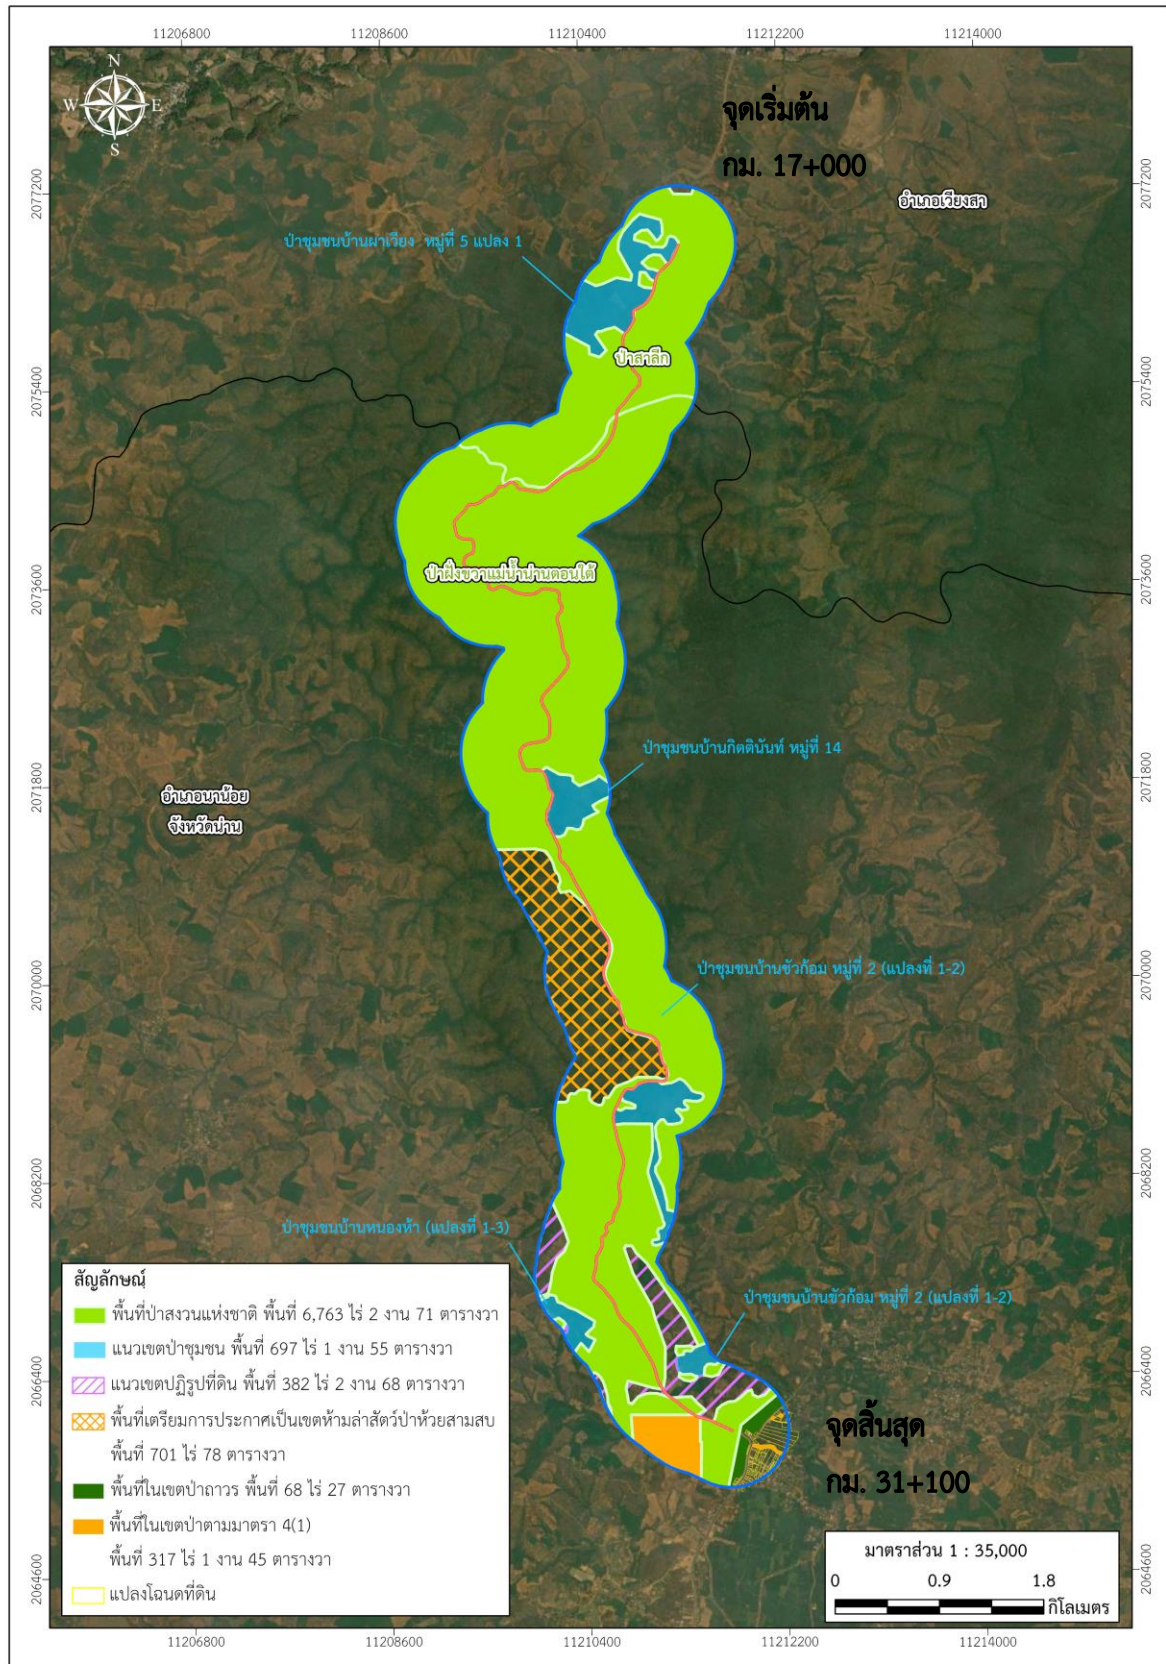 11206800 11208600 11210400 11212200 11214000
N
W E
S
จุดเริ่มต้น
กม. 17+000
2077200 2077200
อำเภอเวียงสา
ป่าชุมชนบ้านผาเวียง หมู่ที่ 5 แปลง 1
ป่าสาลีก
2075400 2075400
ป่าฝั่งขวาแม่น้ำน่านตอนใต้
2073600 2073600
ป่าชุมชนบ้านกิตตินันท์ หมู่ที่ 14
2071800 2071800
อำเภอนาน้อย
จังหวัดน่าน
ป่าชุมชนบ้านขัวก้อม หมู่ที่ 2 (แปลงที่ 1-2)
2070000 2070000
2068200 2068200
ป่าชุมชนบ้านหนองห้า (แปลงที่ 1-3)
ป่าชุมชนบ้านขัวก้อม หมู่ที่ 2 (แปลงที่ 1-2)
2066400 2066400
จุดสิ้นสุด
กม. 31+100
สัญลักษณ์
พื้นที่ป่าสงวนแห่งชาติ พื้นที่ 6,763 ไร่ 2 งาน 71 ตารางวา
แนวเขตป่าชุมชน พื้นที่ 697 ไร่ 1 งาน 55 ตารางวา
แนวเขตปฏิรูปที่ดิน พื้นที่ 382 ไร่ 2 งาน 68 ตารางวา
พื้นที่เตรียมการประกาศเป็นเขตห้ามล่าสัตว์ป่าห้วยสามสบ
พื้นที่ 701 ไร่ 78 ตารางวา
พื้นที่ในเขตป่าถาวร พื้นที่ 68 ไร่ 27 ตารางวา
พื้นที่ในเขตป่าตามมาตรา 4(1)
พื้นที่ 317 ไร่ 1 งาน 45 ตารางวา
แปลงโฉนดที่ดิน
2064600 2064600
มาตราส่วน 1 : 35,000
0 0.9 1.8
กิโลเมตร
11206800 11208600 11210400 11212200 11214000